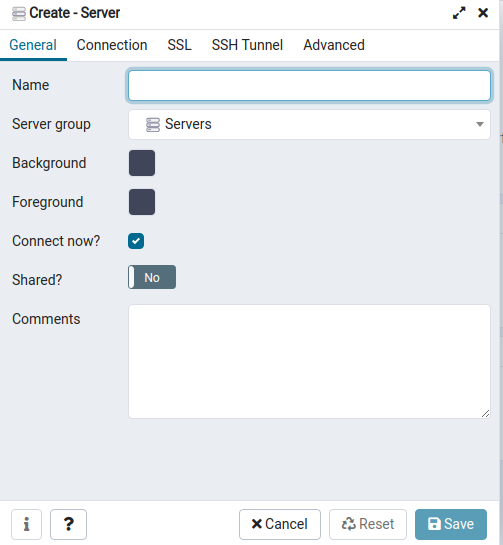 Create - Server
General Connection SSL SSH Tunnel Advanced
Name
Server group Servers
Background
Foreground
Connect now?
Shared? No
Comments
i ? Cancel Reset Save